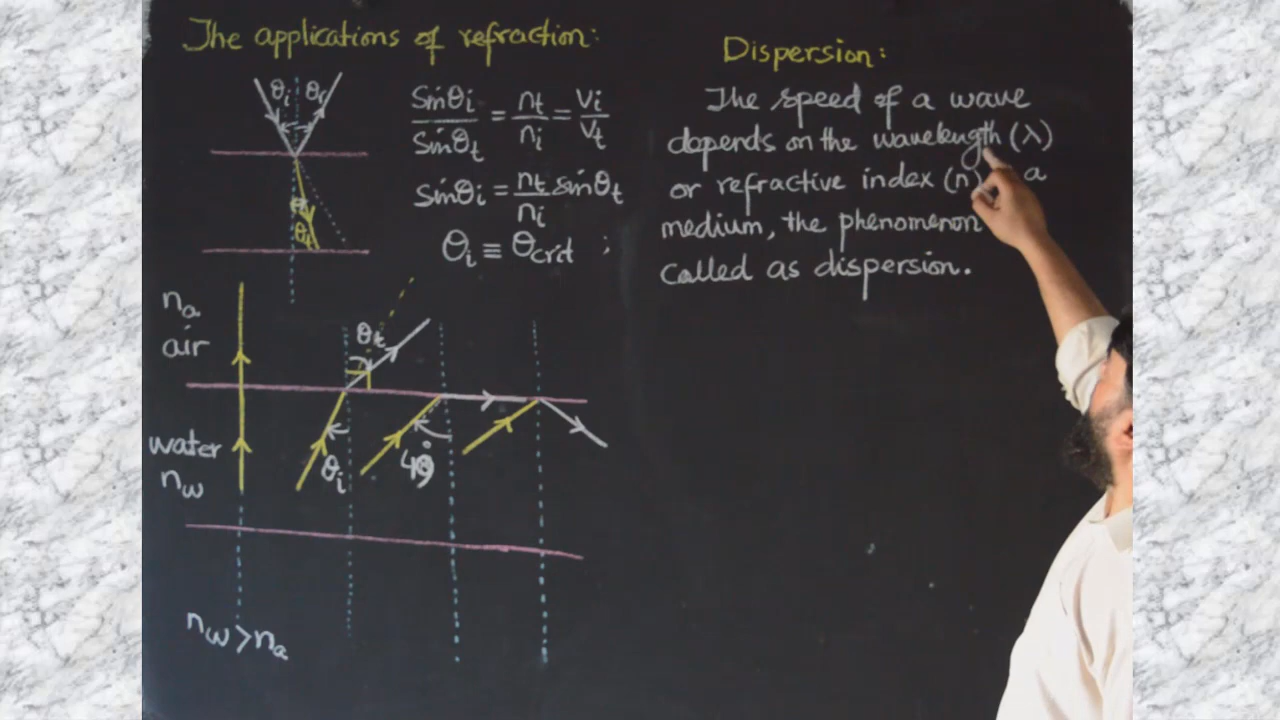 The applications of refraction:
θi θr
Sinθi / Sinθt = nt / ni = vi / vt
θt
sinθi = nt / ni sinθt
θi ≡ θcrit ;
na
air
θt
water
nw
θi
49°
nw > na
Dispersion:
The speed of a wave
depends on the wavelength (λ)
or refractive index (n) a
medium, the phenomenon
called as dispersion.